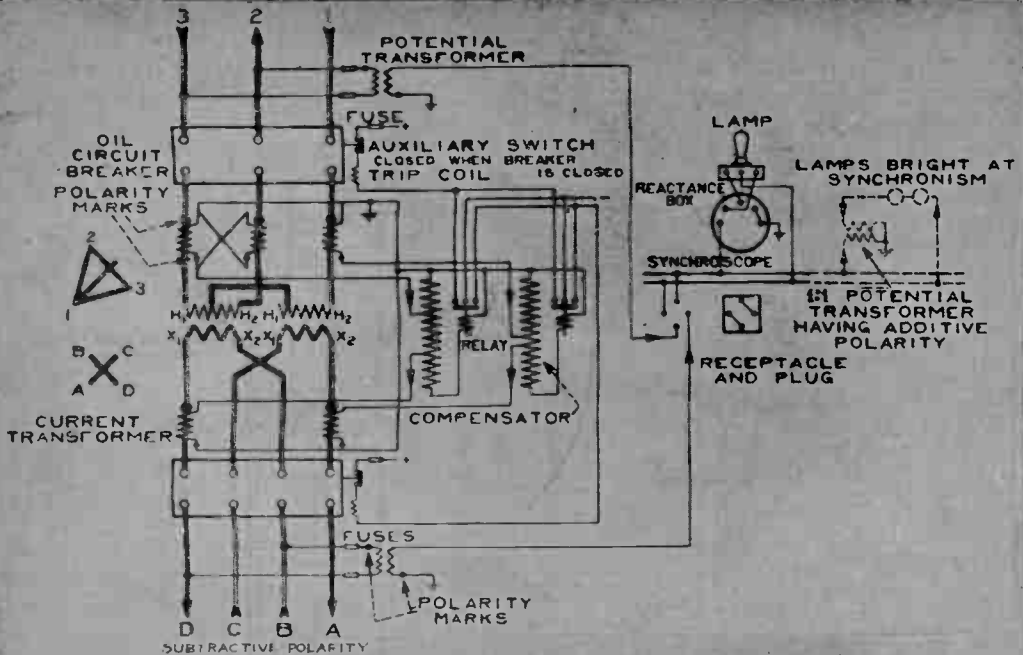 3 2 1
POTENTIAL
TRANSFORMER
FUSE
+
AUXILIARY SWITCH
CLOSED WHEN BREAKER
IS CLOSED
TRIP COIL
OIL
CIRCUIT
BREAKER
POLARITY
MARKS
2
1 3
H1 H2 H1 H2
X1 X2 X1 X2
B C
A D
CURRENT
TRANSFORMER
RELAY
COMPENSATOR
+
FUSES
POLARITY
MARKS
D C B A
SUBTRACTIVE POLARITY
LAMP
REACTANCE
BOX
SYNCHROSCOPE
LAMPS BRIGHT AT
SYNCHRONISM
1:1 POTENTIAL
TRANSFORMER
HAVING ADDITIVE
POLARITY
RECEPTACLE
AND PLUG